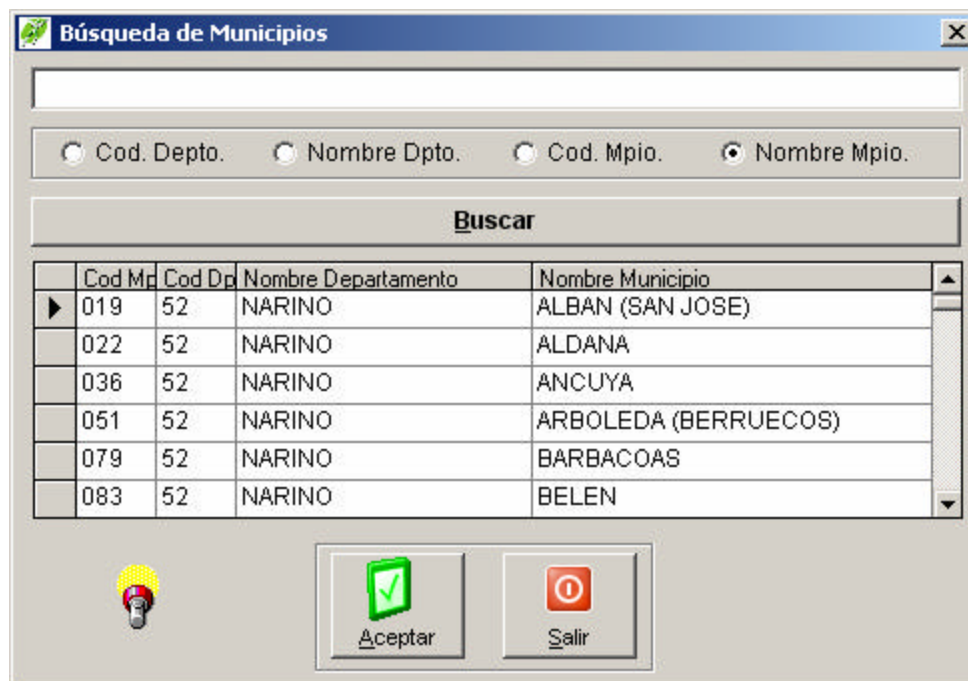 Búsqueda de Municipios
Cod. Depto. Nombre Dpto. Cod. Mpio. Nombre Mpio.
Buscar
Cod Mp Cod Dp Nombre Departamento Nombre Municipio
019 52 NARINO ALBAN (SAN JOSE)
022 52 NARINO ALDANA
036 52 NARINO ANCUYA
051 52 NARINO ARBOLEDA (BERRUECOS)
079 52 NARINO BARBACOAS
083 52 NARINO BELEN
Aceptar Salir